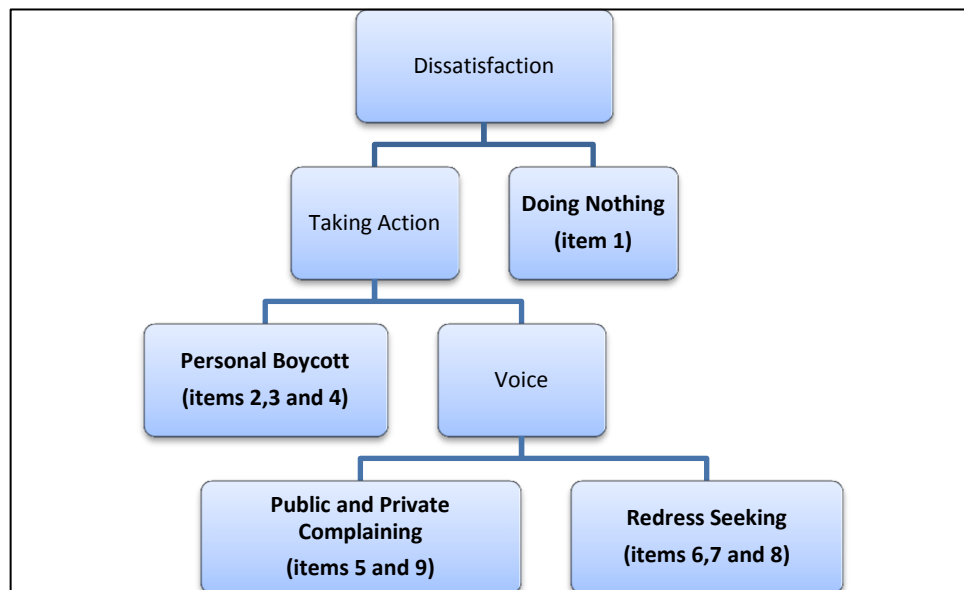 Dissatisfaction
Taking Action
Doing Nothing
(item 1)
Personal Boycott
(items 2,3 and 4)
Voice
Public and Private
Complaining
(items 5 and 9)
Redress Seeking
(items 6,7 and 8)